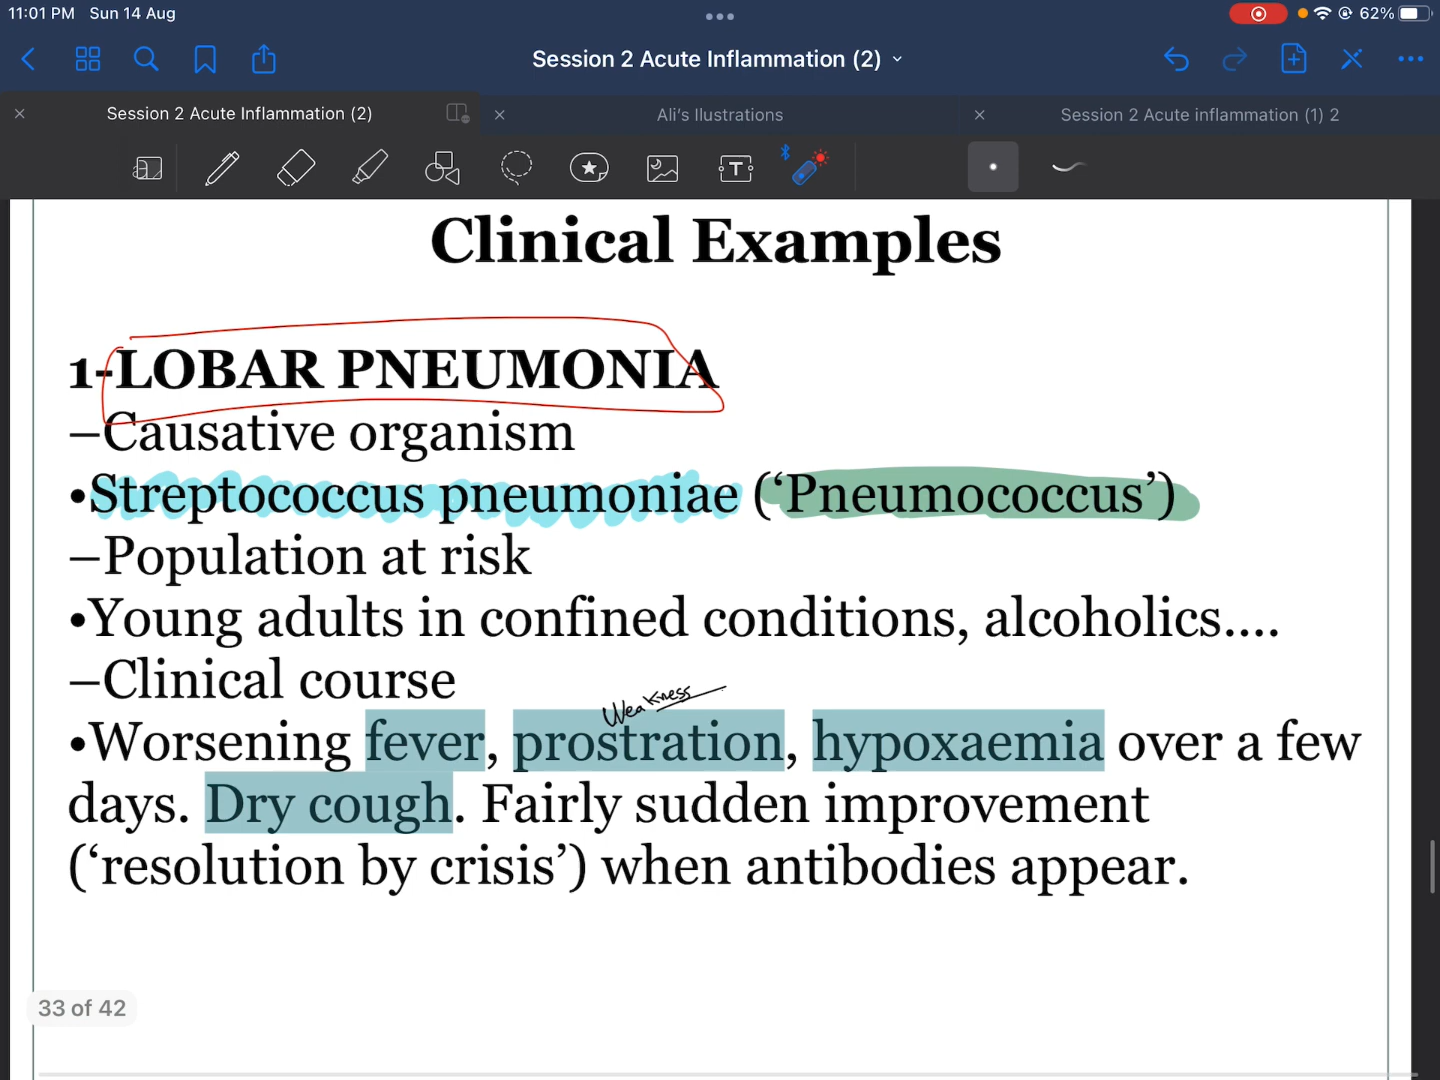 11:01 PM Sun 14 Aug
62%
Session 2 Acute Inflammation (2)
Session 2 Acute Inflammation (2)
Ali's Ilustrations
Session 2 Acute inflammation (1) 2
Clinical Examples
1-LOBAR PNEUMONIA
–Causative organism
•Streptococcus pneumoniae (‘Pneumococcus’)
–Population at risk
•Young adults in confined conditions, alcoholics....
–Clinical course
Weakness
•Worsening fever, prostration, hypoxaemia over a few
days. Dry cough. Fairly sudden improvement
(‘resolution by crisis’) when antibodies appear.
33 of 42